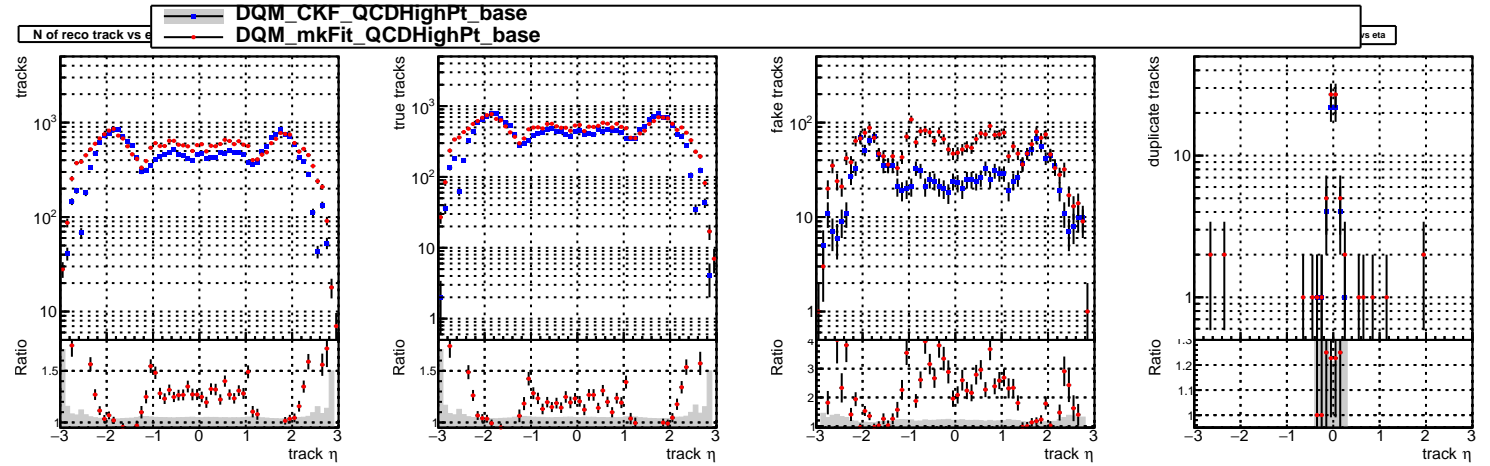 DQM_CKF_QCDHighPt_base
DQM_mkFit_QCDHighPt_base
N of reco track vs e
vs eta
tracks
10³
10²
10
Ratio
1.5
1
−3 −2 −1 0 1 2 3
track η
true tracks
10³
10²
10
1
Ratio
1.5
1
−3 −2 −1 0 1 2 3
track η
fake tracks
10²
10
1
Ratio
4
3
2
1
−3 −2 −1 0 1 2 3
track η
duplicate tracks
10
1
Ratio
1.3
1.2
1.1
1
−3 −2 −1 0 1 2 3
track η